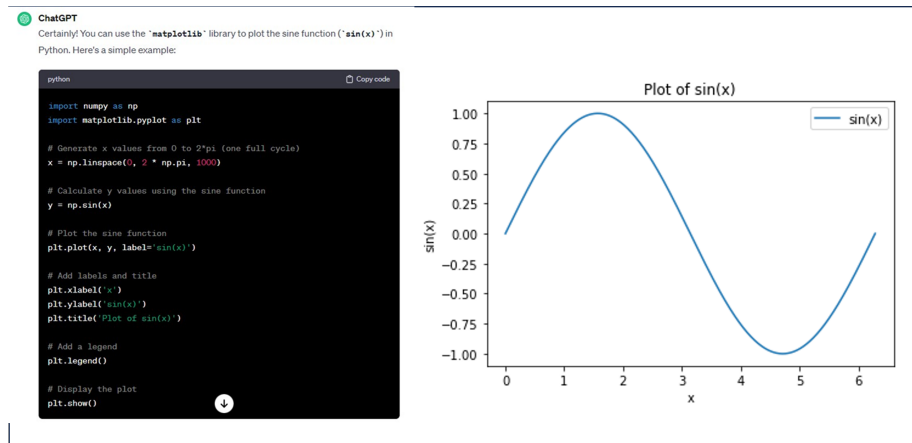 ChatGPT
Certainly! You can use the `matplotlib` library to plot the sine function (`sin(x)`) in
Python. Here's a simple example:
python
Copy code
import numpy as np
import matplotlib.pyplot as plt
# Generate x values from 0 to 2*pi (one full cycle)
x = np.linspace(0, 2 * np.pi, 1000)
# Calculate y values using the sine function
y = np.sin(x)
# Plot the sine function
plt.plot(x, y, label='sin(x)')
# Add labels and title
plt.xlabel('x')
plt.ylabel('sin(x)')
plt.title('Plot of sin(x)')
# Add a legend
plt.legend()
# Display the plot
plt.show()
Plot of sin(x)
sin(x)
sin(x)
1.00
0.75
0.50
0.25
0.00
−0.25
−0.50
−0.75
−1.00
0 1 2 3 4 5 6
x